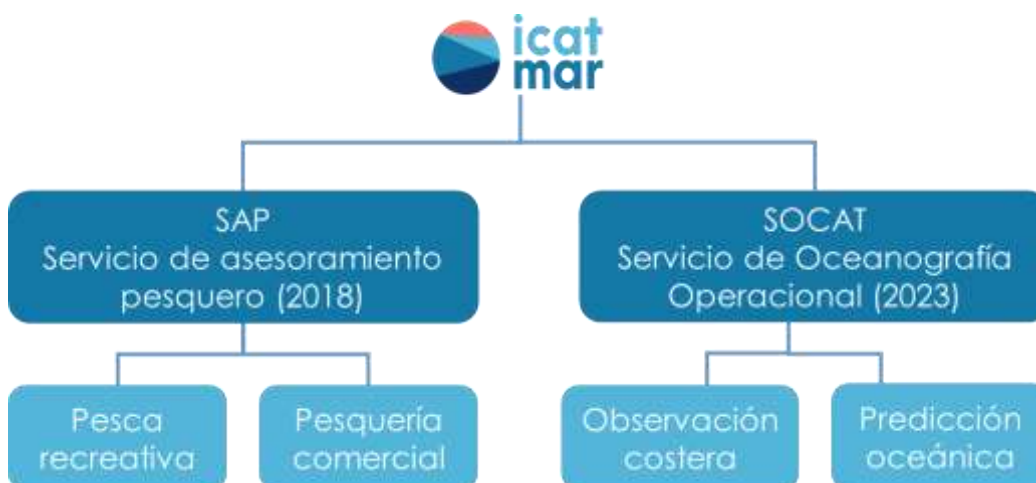 icat
mar
SAP
Servicio de asesoramiento
pesquero (2018)
SOCAT
Servicio de Oceanografía
Operacional (2023)
Pesca
recreativa
Pesquería
comercial
Observación
costera
Predicción
oceánica